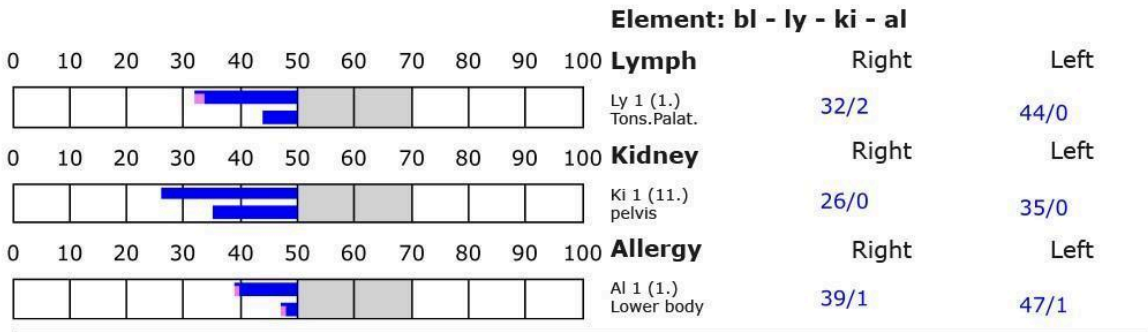 Element: bl - ly - ki - al
0 10 20 30 40 50 60 70 80 90 100 Lymph Right Left
Ly 1 (1.) 32/2 44/0
Tons.Palat.
0 10 20 30 40 50 60 70 80 90 100 Kidney Right Left
Ki 1 (11.) 26/0 35/0
pelvis
0 10 20 30 40 50 60 70 80 90 100 Allergy Right Left
Al 1 (1.) 39/1 47/1
Lower body